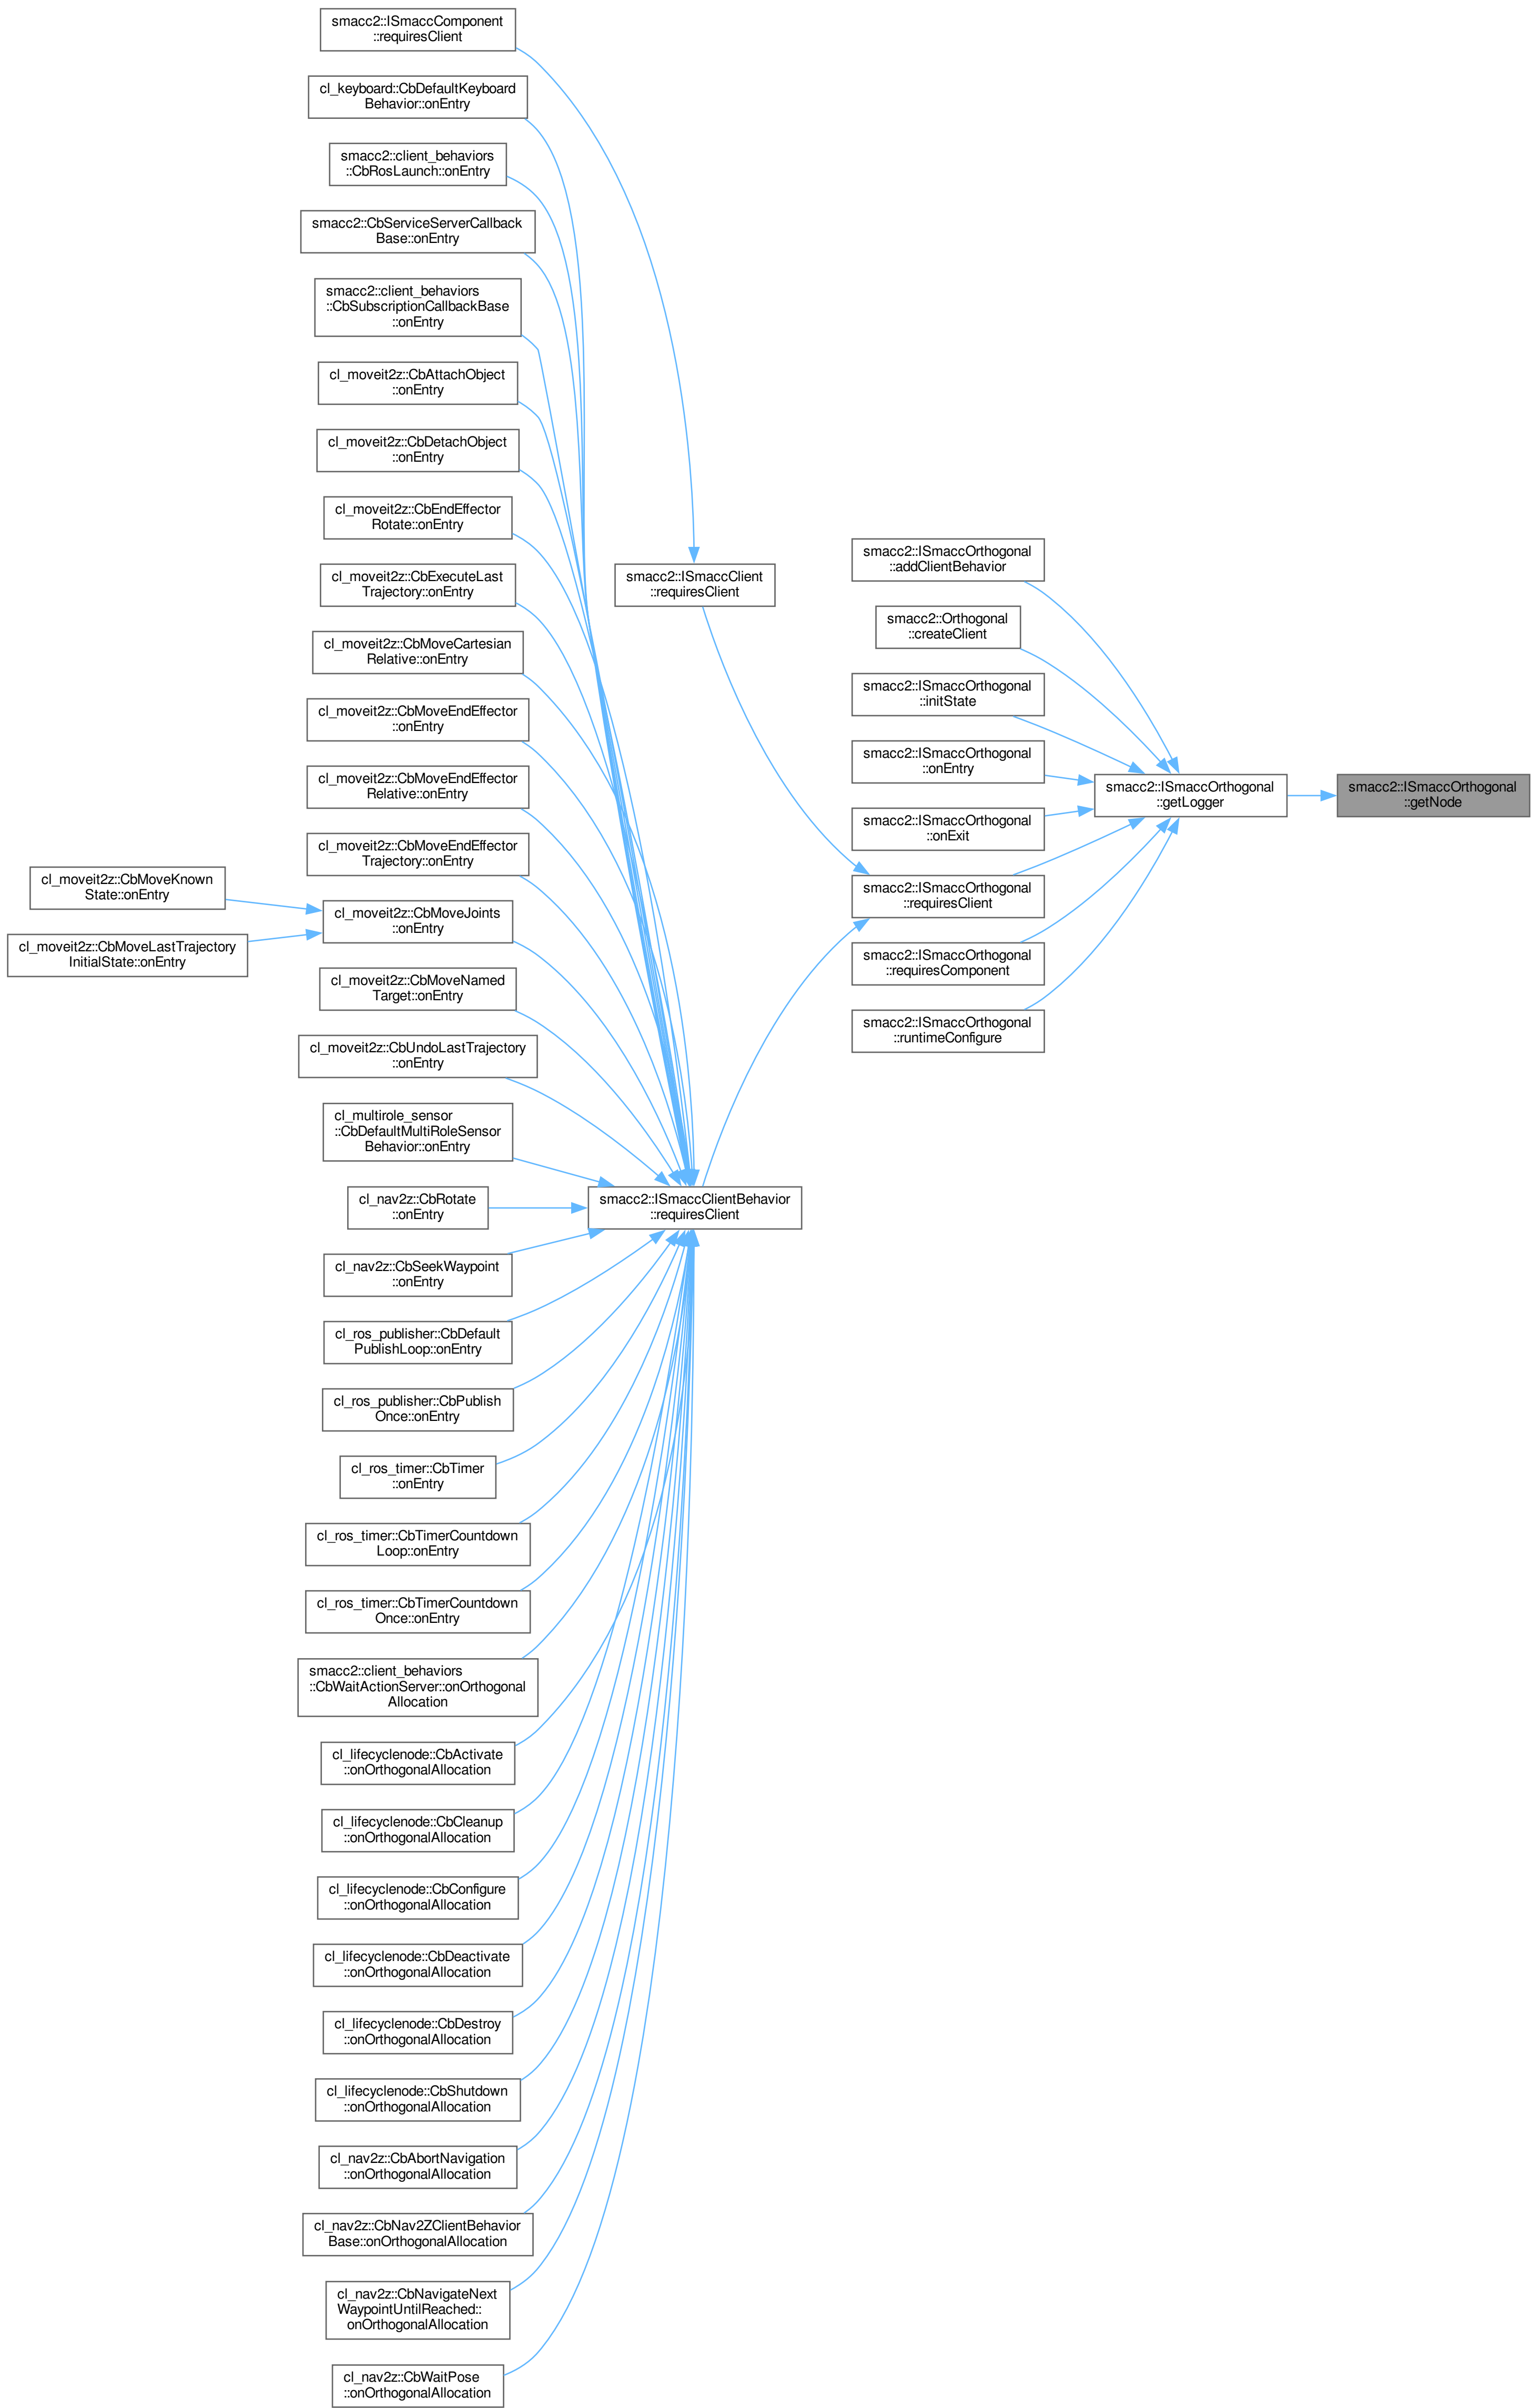 smacc2::ISmaccComponent
::requiresClient
cl_keyboard::CbDefaultKeyboard
Behavior::onEntry
smacc2::client_behaviors
::CbRosLaunch::onEntry
smacc2::CbServiceServerCallback
Base::onEntry
smacc2::client_behaviors
::CbSubscriptionCallbackBase
::onEntry
cl_moveit2z::CbAttachObject
::onEntry
cl_moveit2z::CbDetachObject
::onEntry
cl_moveit2z::CbEndEffector
Rotate::onEntry
cl_moveit2z::CbExecuteLast
Trajectory::onEntry
cl_moveit2z::CbMoveCartesian
Relative::onEntry
cl_moveit2z::CbMoveEndEffector
::onEntry
cl_moveit2z::CbMoveEndEffector
Relative::onEntry
cl_moveit2z::CbMoveEndEffector
Trajectory::onEntry
cl_moveit2z::CbMoveKnown
State::onEntry
cl_moveit2z::CbMoveLastTrajectory
InitialState::onEntry
cl_moveit2z::CbMoveJoints
::onEntry
cl_moveit2z::CbMoveNamed
Target::onEntry
cl_moveit2z::CbUndoLastTrajectory
::onEntry
cl_multirole_sensor
::CbDefaultMultiRoleSensor
Behavior::onEntry
cl_nav2z::CbRotate
::onEntry
cl_nav2z::CbSeekWaypoint
::onEntry
cl_ros_publisher::CbDefault
PublishLoop::onEntry
cl_ros_publisher::CbPublish
Once::onEntry
cl_ros_timer::CbTimer
::onEntry
cl_ros_timer::CbTimerCountdown
Loop::onEntry
cl_ros_timer::CbTimerCountdown
Once::onEntry
smacc2::client_behaviors
::CbWaitActionServer::onOrthogonal
Allocation
cl_lifecyclenode::CbActivate
::onOrthogonalAllocation
cl_lifecyclenode::CbCleanup
::onOrthogonalAllocation
cl_lifecyclenode::CbConfigure
::onOrthogonalAllocation
cl_lifecyclenode::CbDeactivate
::onOrthogonalAllocation
cl_lifecyclenode::CbDestroy
::onOrthogonalAllocation
cl_lifecyclenode::CbShutdown
::onOrthogonalAllocation
cl_nav2z::CbAbortNavigation
::onOrthogonalAllocation
cl_nav2z::CbNav2ZClientBehavior
Base::onOrthogonalAllocation
cl_nav2z::CbNavigateNext
WaypointUntilReached::
onOrthogonalAllocation
cl_nav2z::CbWaitPose
::onOrthogonalAllocation
smacc2::ISmaccClient
::requiresClient
smacc2::ISmaccClientBehavior
::requiresClient
smacc2::ISmaccOrthogonal
::addClientBehavior
smacc2::Orthogonal
::createClient
smacc2::ISmaccOrthogonal
::initState
smacc2::ISmaccOrthogonal
::onEntry
smacc2::ISmaccOrthogonal
::onExit
smacc2::ISmaccOrthogonal
::requiresClient
smacc2::ISmaccOrthogonal
::requiresComponent
smacc2::ISmaccOrthogonal
::runtimeConfigure
smacc2::ISmaccOrthogonal
::getLogger
smacc2::ISmaccOrthogonal
::getNode